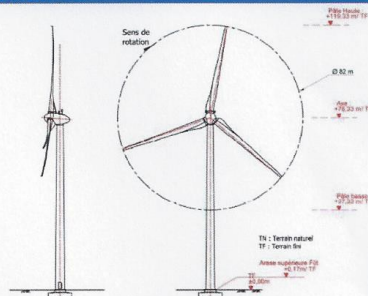 Sens de
rotation
Pâle Haute :
+119,33 m/ TF
Ø 82 m
Axe
+78,33 m/ TF
Pâle basse
+37,33 m/ TF
TN : Terrain naturel
TF : Terrain fini
Arase supérieure Fût
+0,17m/ TF
TF
±0,00m